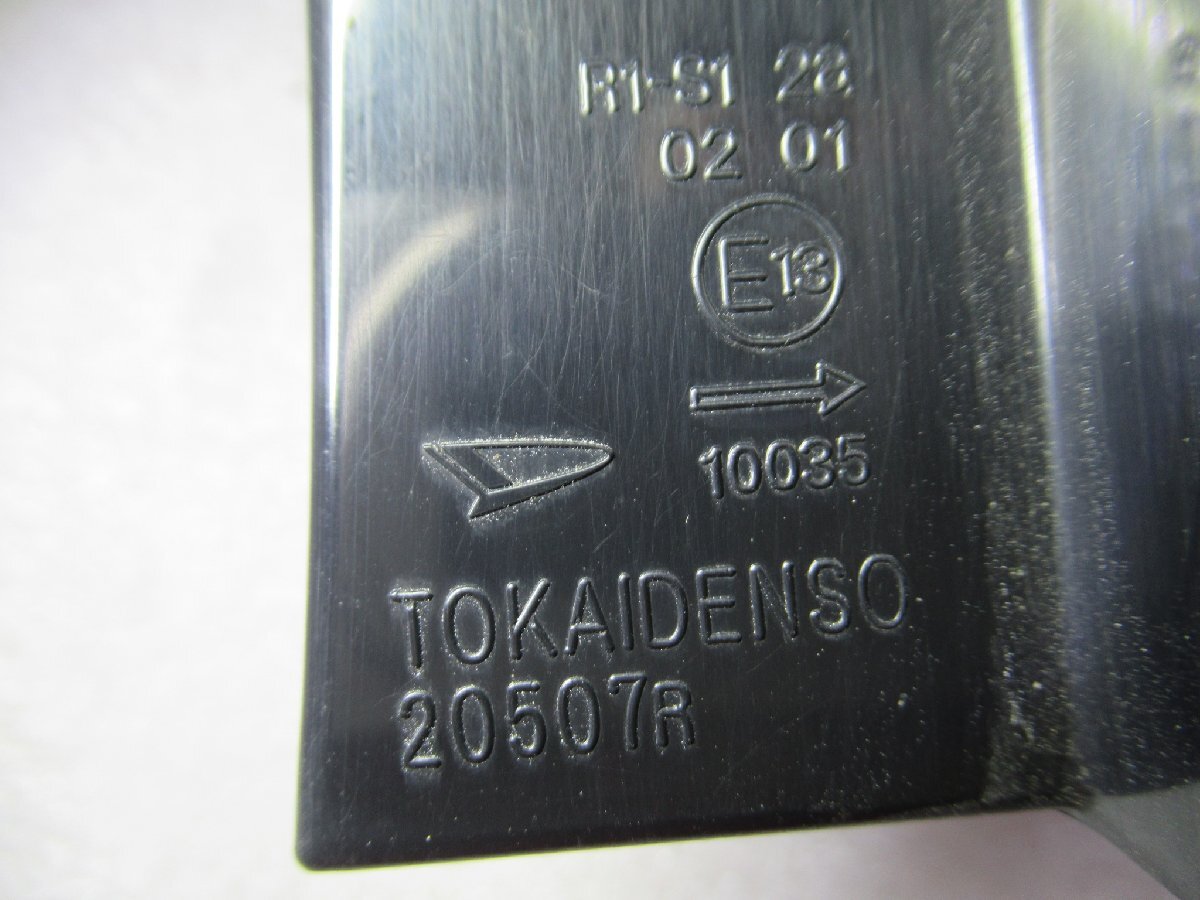 R1-S1 28
02 01
E13
10035
TOKAIDENSO
20507R